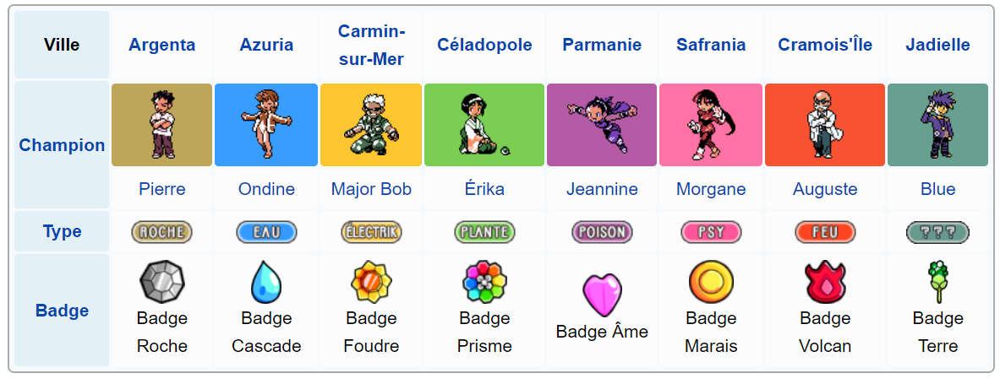 Ville Argenta Azuria Carmin-sur-Mer Céladopole Parmanie Safrania Cramois'Île Jadielle
Champion
Pierre Ondine Major Bob Érika Jeannine Morgane Auguste Blue
Type ROCHE EAU ÉLECTRIK PLANTE POISON PSY FEU ???
Badge
Badge Roche Badge Cascade Badge Foudre Badge Prisme Badge Âme Badge Marais Badge Volcan Badge Terre